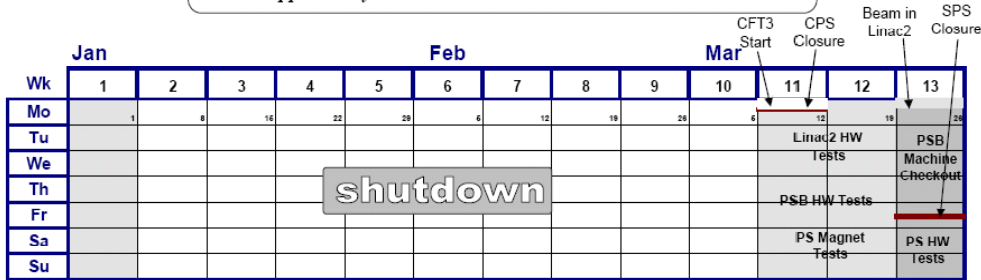 CFT3 Start CPS Closure Beam in Linac2 SPS Closure
Jan Feb Mar
Wk 1 2 3 4 5 6 7 8 9 10 11 12 13
Mo 1 8 15 22 29 6 12 19 26 6 12 19 26
Tu Linac2 HW Tests PSB Machine Checkout
We
Th shutdown
Fr PSB HW Tests
Sa PS Magnet Tests PS HW Tests
Su